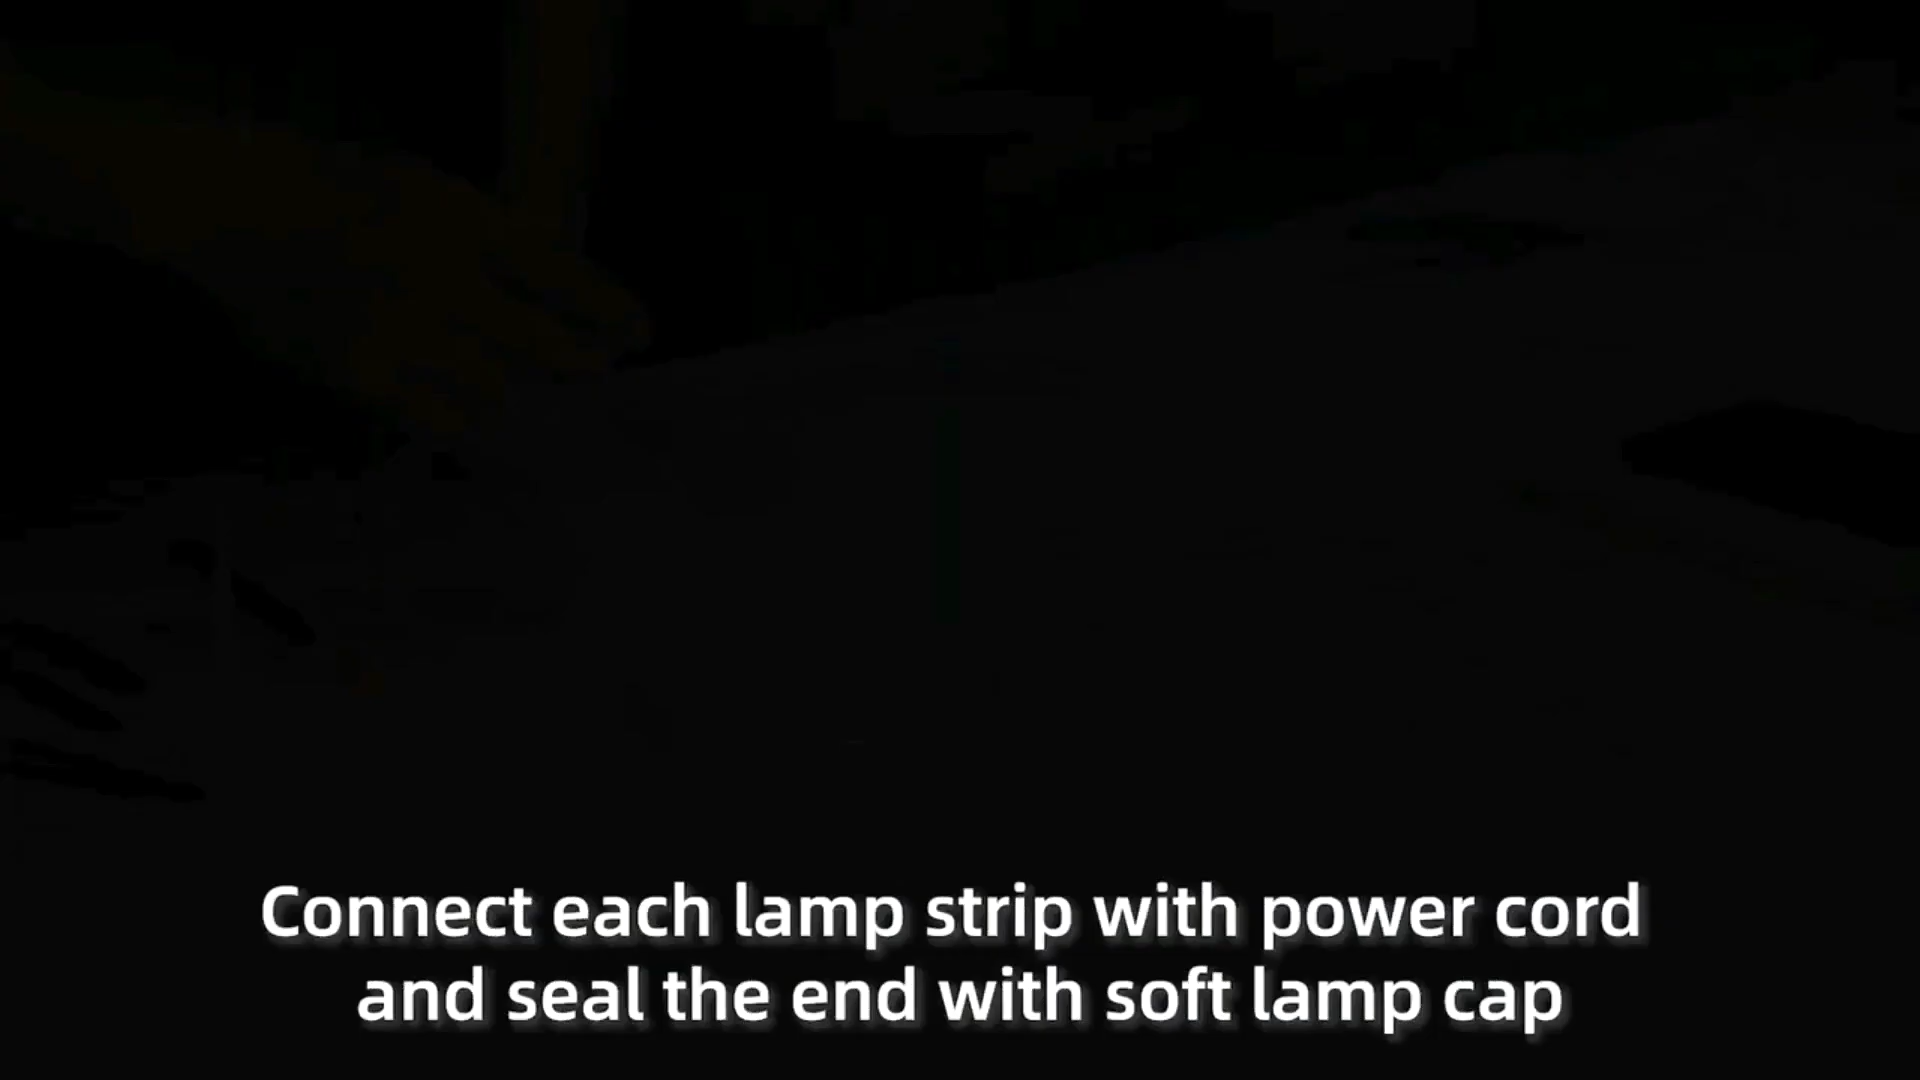 Connect each lamp strip with power cord
and seal the end with soft lamp cap